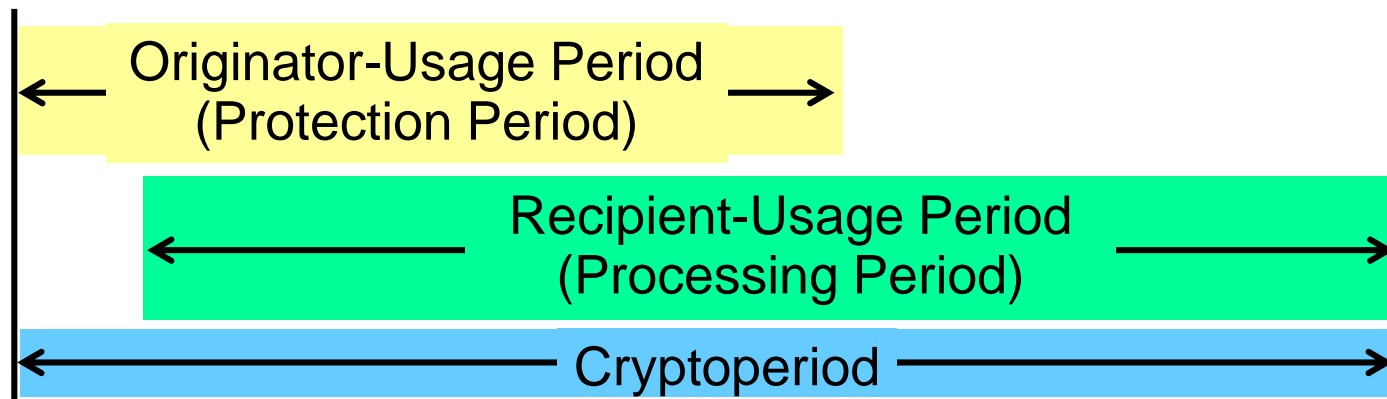 Originator-Usage Period
(Protection Period)
Recipient-Usage Period
(Processing Period)
Cryptoperiod